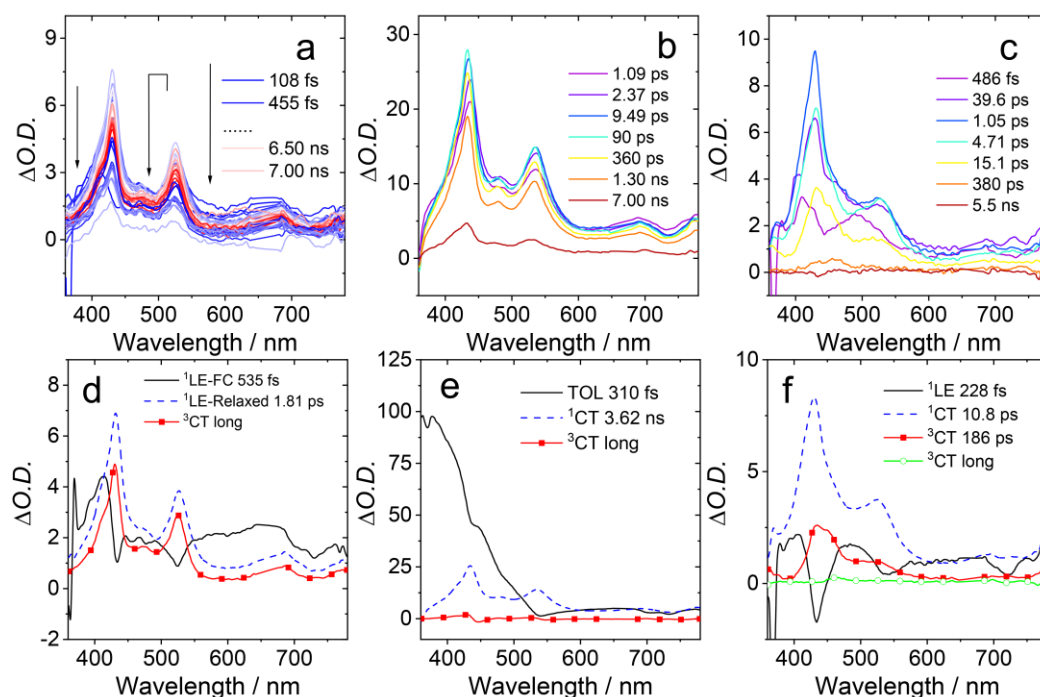 a
108 fs
455 fs
......
6.50 ns
7.00 ns
9
6
3
0
ΔO.D.
400 500 600 700
Wavelength / nm
b
1.09 ps
2.37 ps
9.49 ps
90 ps
360 ps
1.30 ns
7.00 ns
30
25
20
15
10
5
0
ΔO.D.
400 500 600 700
Wavelength / nm
c
486 fs
39.6 ps
1.05 ps
4.71 ps
15.1 ps
380 ps
5.5 ns
10
8
6
4
2
0
ΔO.D.
400 500 600 700
Wavelength / nm
d
¹LE-FC 535 fs
¹LE-Relaxed 1.81 ps
³CT long
8
6
4
2
0
-2
ΔO.D.
400 500 600 700
Wavelength / nm
e
TOL 310 fs
¹CT 3.62 ns
³CT long
125
100
75
50
25
0
ΔO.D.
400 500 600 700
Wavelength / nm
f
¹LE 228 fs
¹CT 10.8 ps
³CT 186 ps
³CT long
10
5
0
ΔO.D.
400 500 600 700
Wavelength / nm